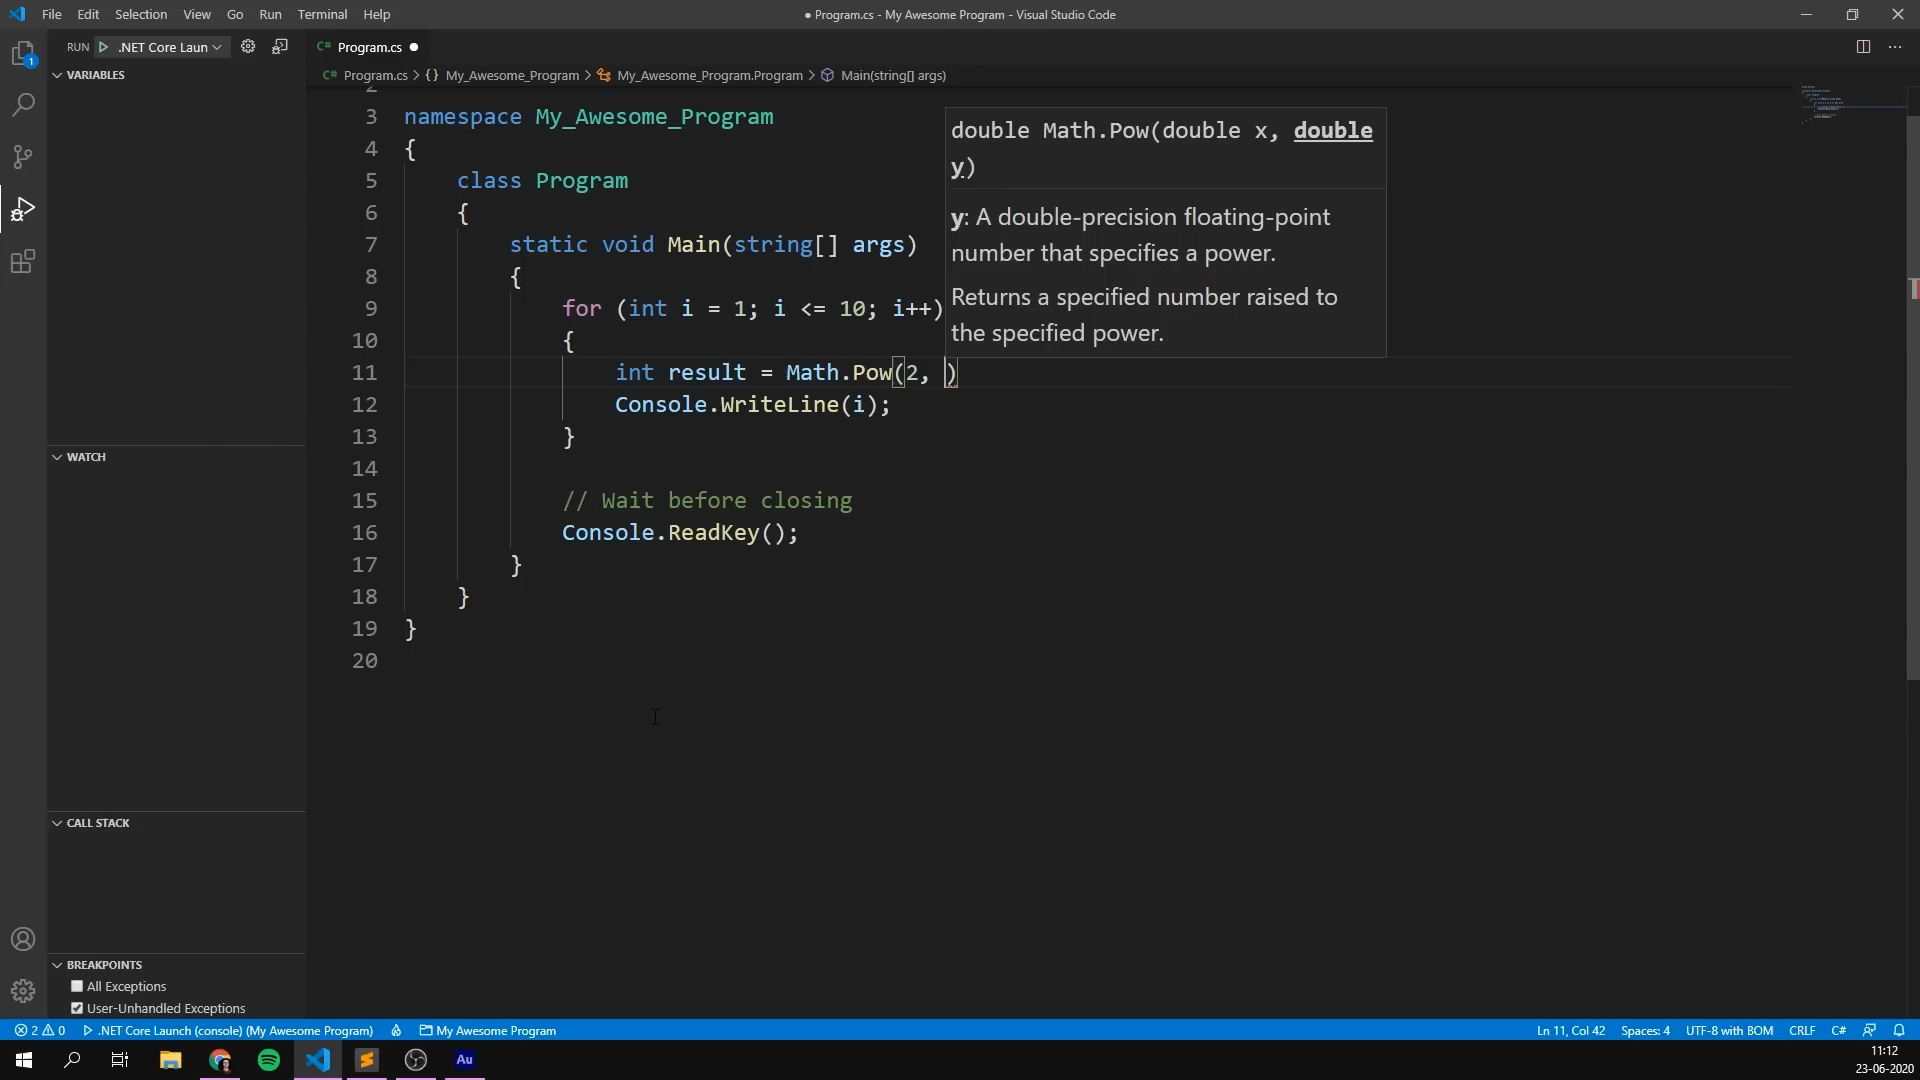 File Edit Selection View Go Run Terminal Help
● Program.cs - My Awesome Program - Visual Studio Code
RUN .NET Core Laun
C# Program.cs ●
1
VARIABLES
C# Program.cs > {} My_Awesome_Program > My_Awesome_Program.Program > Main(string[] args)
2
3 namespace My_Awesome_Program
4 {
5 class Program
6 {
7 static void Main(string[] args)
8 {
9 for (int i = 1; i <= 10; i++)
10 {
11 int result = Math.Pow(2, )
12 Console.WriteLine(i);
13 }
14
15 // Wait before closing
16 Console.ReadKey();
17 }
18 }
19 }
20
double Math.Pow(double x, double
y)
y: A double-precision floating-point
number that specifies a power.
Returns a specified number raised to
the specified power.
WATCH
CALL STACK
BREAKPOINTS
All Exceptions
User-Unhandled Exceptions
2 0 .NET Core Launch (console) (My Awesome Program) My Awesome Program
Ln 11, Col 42 Spaces: 4 UTF-8 with BOM CRLF C#
Au
11:12
23-06-2020